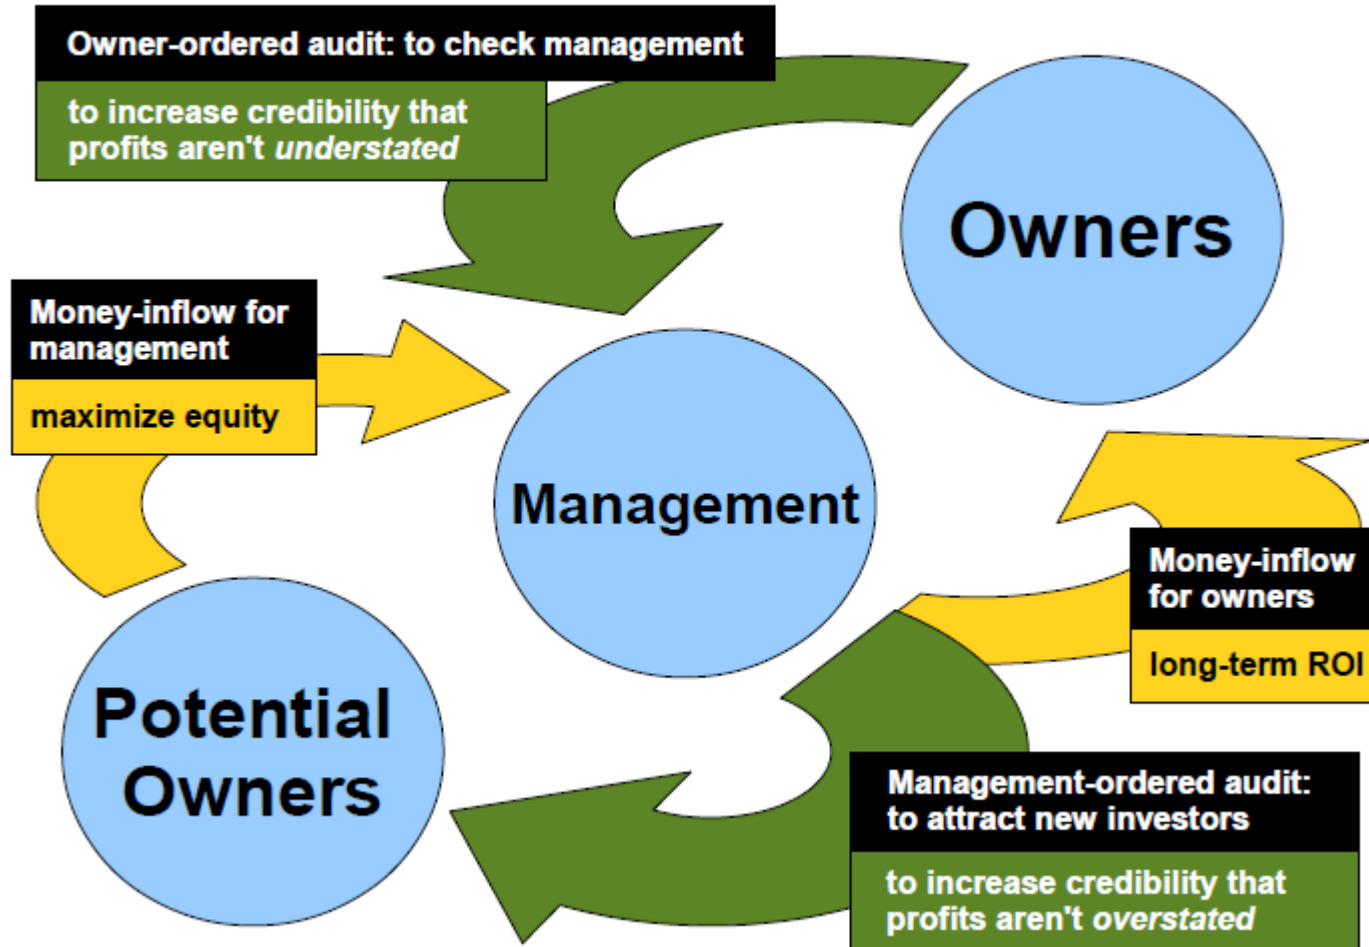 Owner-ordered audit: to check management
to increase credibility that
profits aren't understated
Owners
Money-inflow for
management
maximize equity
Management
Money-inflow
for owners
long-term ROI
Potential
Owners
Management-ordered audit:
to attract new investors
to increase credibility that
profits aren't overstated